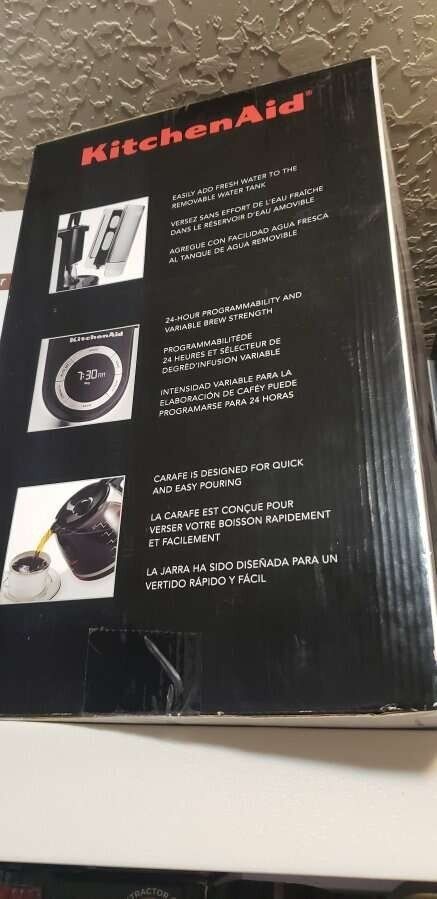 KitchenAid®
EASILY ADD FRESH WATER TO THE
REMOVABLE WATER TANK
VERSEZ SANS EFFORT DE L'EAU FRAÎCHE
DANS LE RÉSERVOIR D'EAU AMOVIBLE
AGREGUE CON FACILIDAD AGUA FRESCA
AL TANQUE DE AGUA REMOVIBLE
KitchenAid
7:30
24-HOUR PROGRAMMABILITY AND
VARIABLE BREW STRENGTH
PROGRAMMABILITÉDE
24 HEURES ET SÉLECTEUR DE
DEGRÉD'INFUSION VARIABLE
INTENSIDAD VARIABLE PARA LA
ELABORACIÓN DE CAFÉY PUEDE
PROGRAMARSE PARA 24 HORAS
CARAFE IS DESIGNED FOR QUICK
AND EASY POURING
LA CARAFE EST CONÇUE POUR
VERSER VOTRE BOISSON RAPIDEMENT
ET FACILEMENT
LA JARRA HA SIDO DISEÑADA PARA UN
VERTIDO RÁPIDO Y FÁCIL